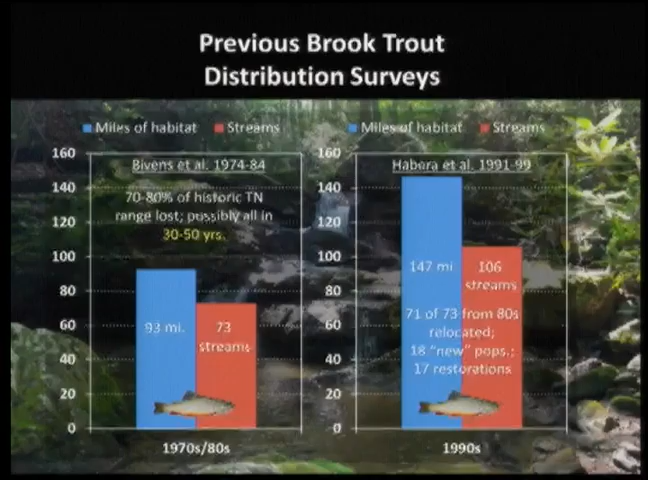 Previous Brook Trout
Distribution Surveys
Miles of habitat Streams
Miles of habitat Streams
160
140
120
100
80
60
40
20
0
Bivens et al. 1974-84
70-80% of historic TN
range lost; possibly all in
30-50 yrs.
93 mi.
73
streams
1970s/80s
160
140
120
100
80
60
40
20
0
Habera et al. 1991-99
147 mi
106
streams
71 of 73 from 80s
relocated;
18 "new" pops.;
17 restorations
1990s